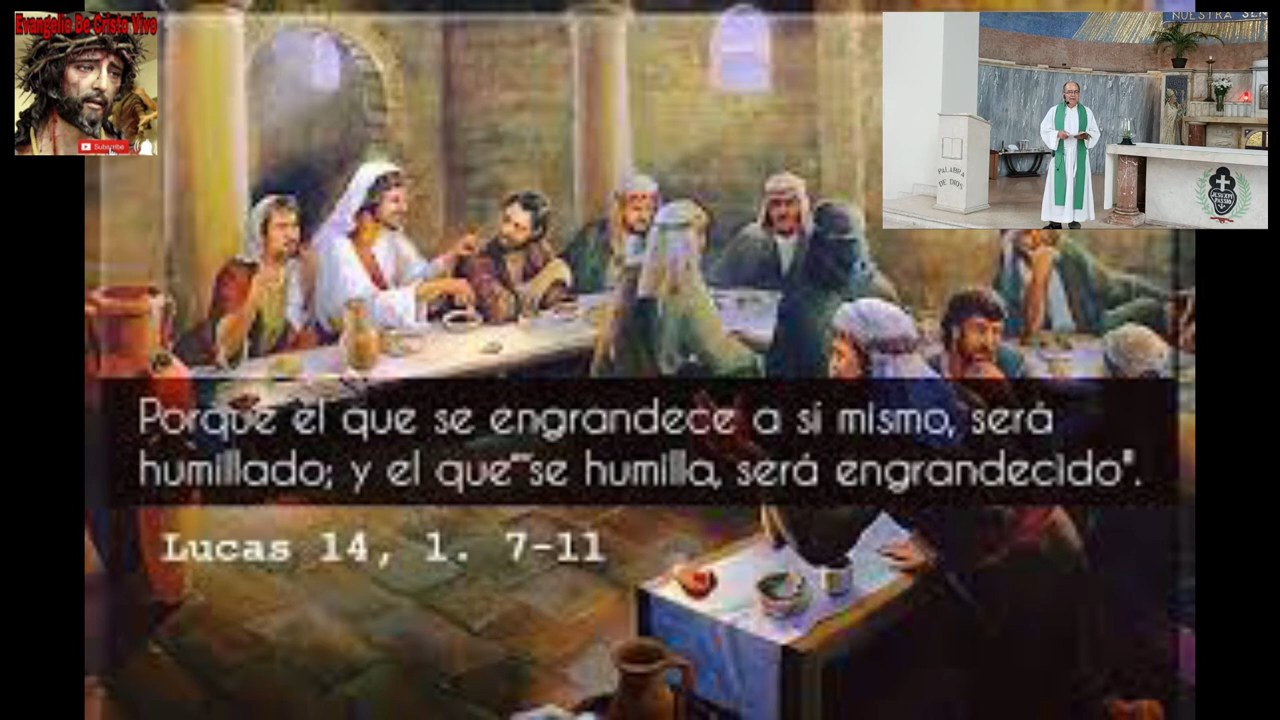 Evangelio De Cristo Vivo
Subscribe
NUESTRA SEÑ
PALABRA
DE DIOS
Porque el que se engrandece a sí mismo, será
humillado; y el que se humilla, será engrandecido".
Lucas 14, 1. 7-11